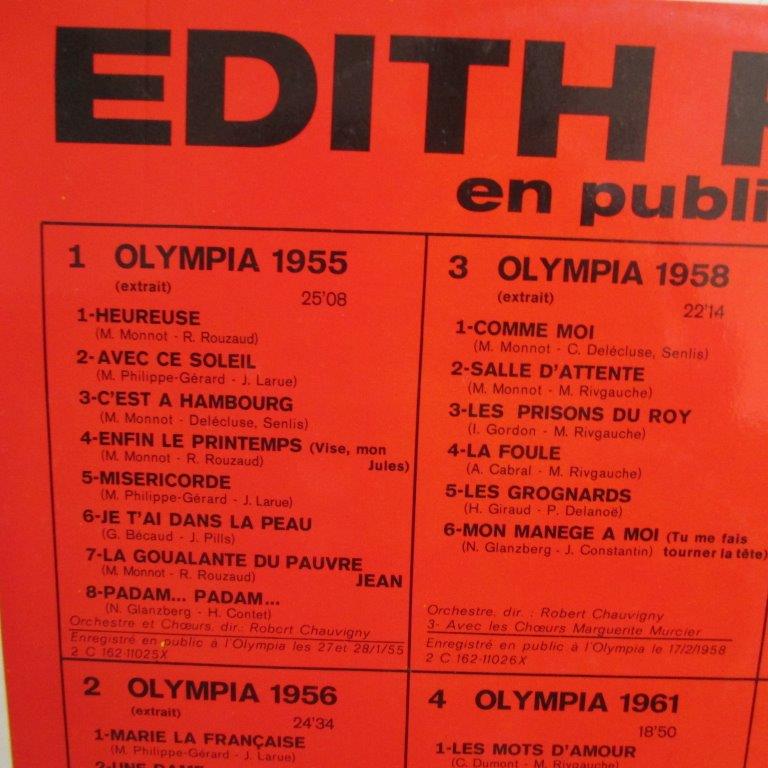 EDITH
en publi
1 OLYMPIA 1955
(extrait)
25'08
1-HEUREUSE
(M. Monnot - R. Rouzaud)
2-AVEC CE SOLEIL
(M. Philippe-Gérard - J. Larue)
3-C'EST A HAMBOURG
(M. Monnot - Delécluse, Senlis)
4-ENFIN LE PRINTEMPS (Vise, mon
(M. Monnot - R. Rouzaud) Jules)
5-MISERICORDE
(M. Philippe-Gérard - J. Larue)
6-JE T'AI DANS LA PEAU
(G. Bécaud - J. Pills)
7-LA GOUALANTE DU PAUVRE
(M. Monnot - R. Rouzaud) JEAN
8-PADAM... PADAM...
(N. Glanzberg - H. Contet)
Orchestre et Chœurs, dir.: Robert Chauvigny
Enregistré en public à l'Olympia les 27 et 28/1/55
2 C 162-11025X
3 OLYMPIA 1958
(extrait)
22'14
1-COMME MOI
(M. Monnot - C. Delécluse, Senlis)
2-SALLE D'ATTENTE
(M. Monnot - M. Rivgauche)
3-LES PRISONS DU ROY
(I. Gordon - M. Rivgauche)
4-LA FOULE
(A. Cabral - M. Rivgauche)
5-LES GROGNARDS
(H. Giraud - P. Delanoë)
6-MON MANEGE A MOI (Tu me fais
(N. Glanzberg - J. Constantin) tourner la tête)
Orchestre, dir. : Robert Chauvigny
3- Avec les Chœurs Marguerite Murcier
Enregistré en public à l'Olympia le 17/2/1958
2 C 162-11026X
2 OLYMPIA 1956
(extrait)
24'34
1-MARIE LA FRANÇAISE
(M. Philippe-Gérard - J. Larue)
2-UNE DAME
4 OLYMPIA 1961
18'50
1-LES MOTS D'AMOUR
(C. Dumont - M. Rivgauche)